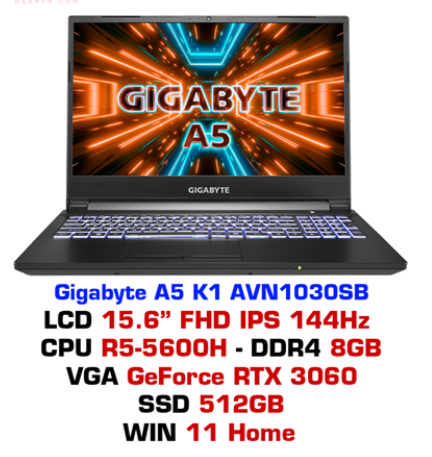 GIGABYTE
A5
GIGABYTE
Gigabyte A5 K1 AVN1030SB
LCD 15.6” FHD IPS 144Hz
CPU R5-5600H - DDR4 8GB
VGA GeForce RTX 3060
SSD 512GB
WIN 11 Home